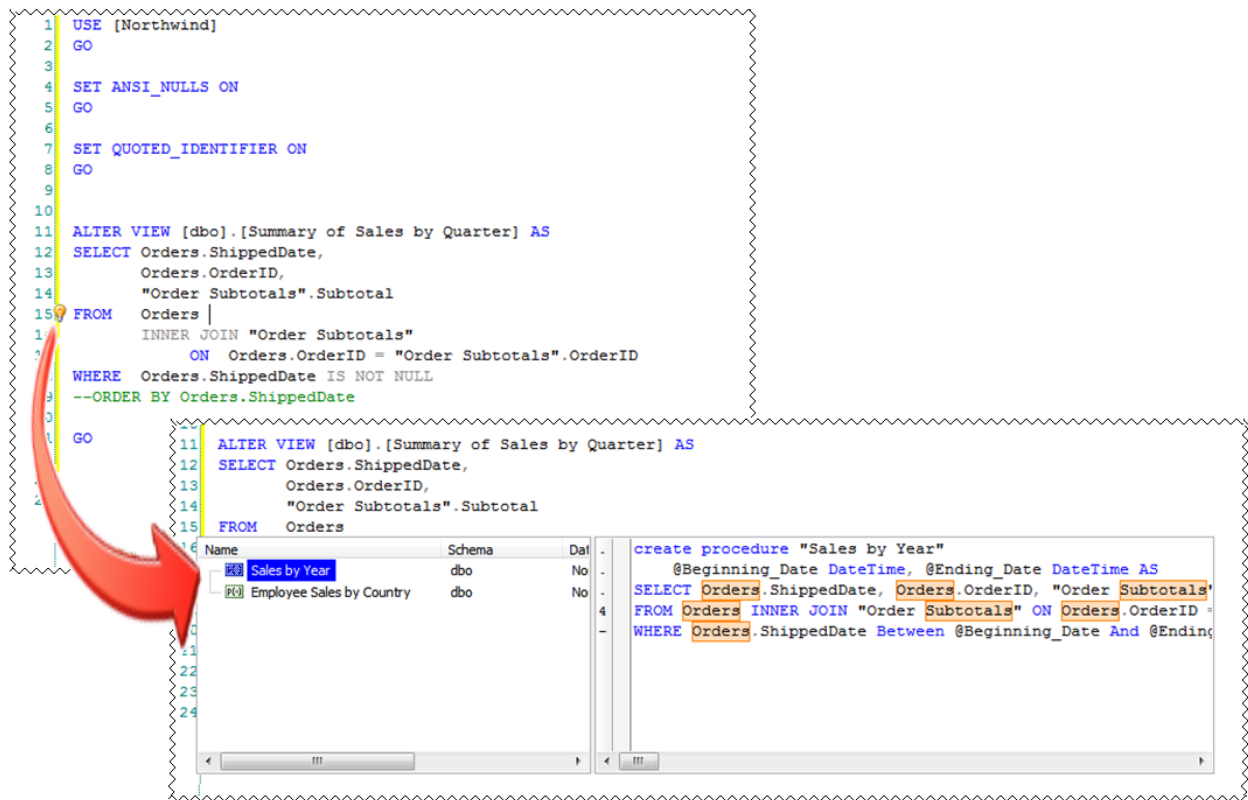 1 USE [Northwind]
2 GO
3
4 SET ANSI_NULLS ON
5 GO
6
7 SET QUOTED_IDENTIFIER ON
8 GO
9
10
11 ALTER VIEW [dbo].[Summary of Sales by Quarter] AS
12 SELECT Orders.ShippedDate,
13 Orders.OrderID,
14 "Order Subtotals".Subtotal
15 FROM Orders
INNER JOIN "Order Subtotals"
ON Orders.OrderID = "Order Subtotals".OrderID
WHERE Orders.ShippedDate IS NOT NULL
--ORDER BY Orders.ShippedDate
GO
11 ALTER VIEW [dbo].[Summary of Sales by Quarter] AS
12 SELECT Orders.ShippedDate,
13 Orders.OrderID,
14 "Order Subtotals".Subtotal
15 FROM Orders
Name Schema Dat
Sales by Year dbo No
P() Employee Sales by Country dbo No
21
22
23
24
create procedure "Sales by Year"
@Beginning_Date DateTime, @Ending_Date DateTime AS
SELECT Orders.ShippedDate, Orders.OrderID, "Order Subtotals"
4 FROM Orders INNER JOIN "Order Subtotals" ON Orders.OrderID =
WHERE Orders.ShippedDate Between @Beginning_Date And @Ending